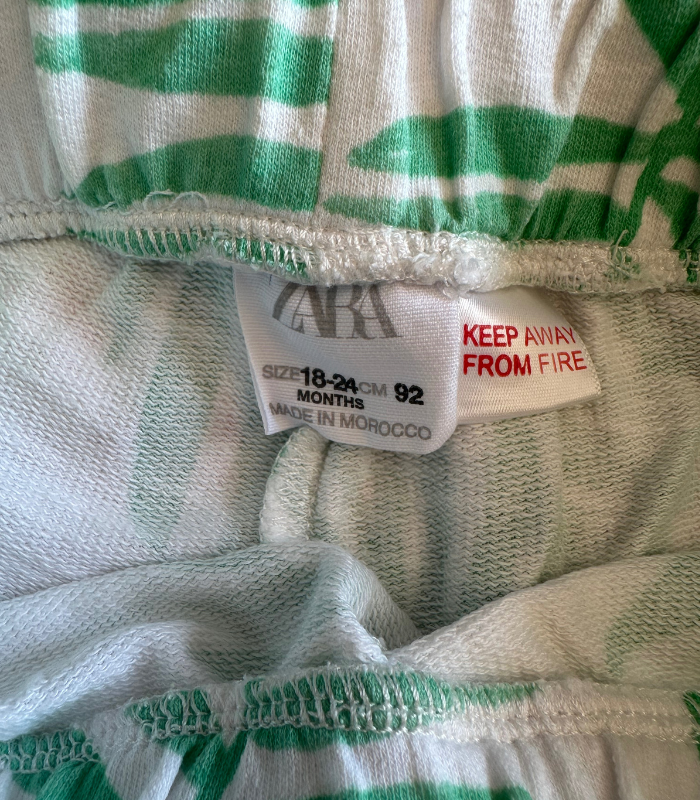 ZARA
SIZE 18-24 CM 92
MONTHS
MADE IN MOROCCO
KEEP AWAY
FROM FIRE